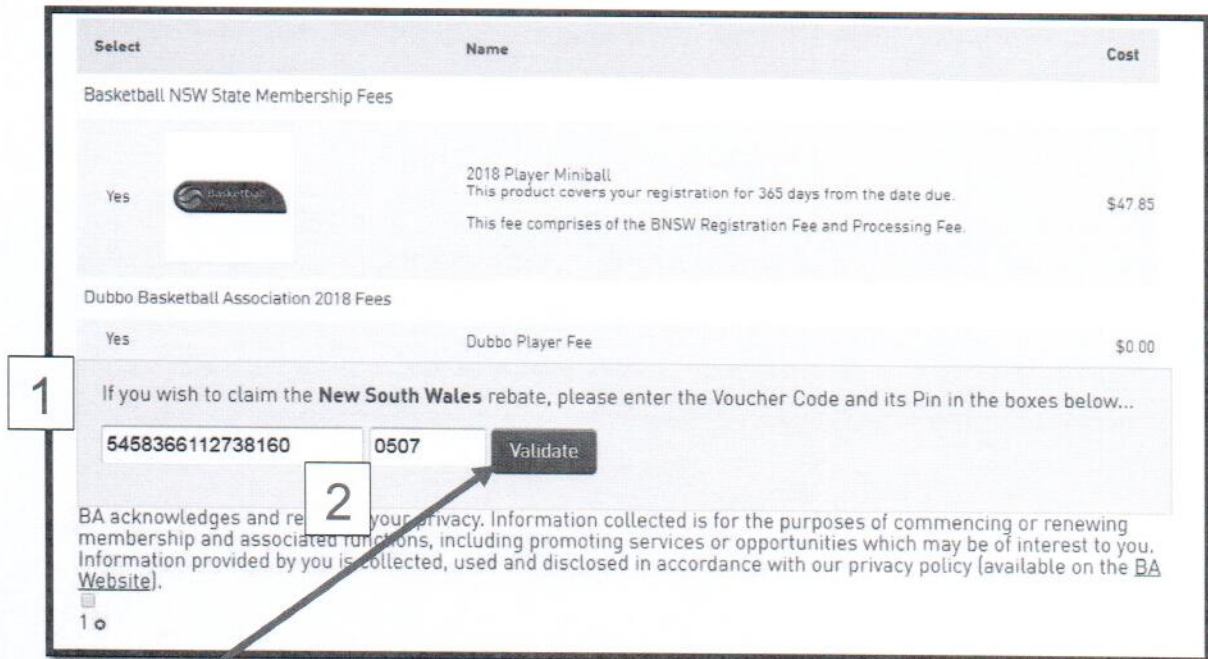 Select Name Cost
Basketball NSW State Membership Fees
2018 Player Miniball
Yes Basketball This product covers your registration for 365 days from the date due.
$47.85
This fee comprises of the BNSW Registration Fee and Processing Fee.
Dubbo Basketball Association 2018 Fees
Yes Dubbo Player Fee $0.00
1
If you wish to claim the New South Wales rebate, please enter the Voucher Code and its Pin in the boxes below...
5458366112738160 0507 Validate
2
BA acknowledges and re your privacy. Information collected is for the purposes of commencing or renewing
membership and associated functions, including promoting services or opportunities which may be of interest to you.
Information provided by you is collected, used and disclosed in accordance with our privacy policy (available on the BA
Website).
1